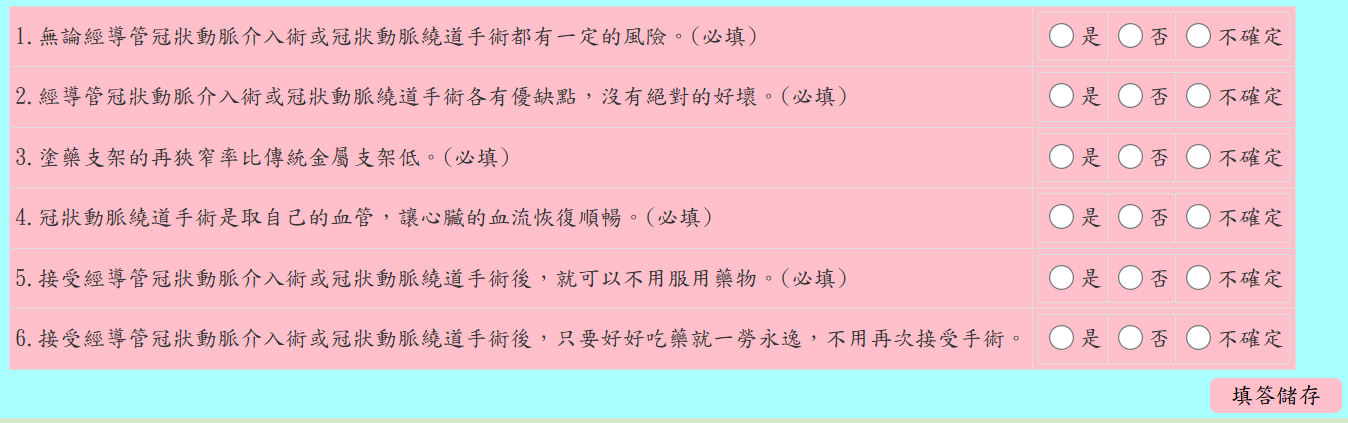 1.無論經導管冠狀動脈介入術或冠狀動脈繞道手術都有一定的風險。(必填) 是 否 不確定
2.經導管冠狀動脈介入術或冠狀動脈繞道手術各有優缺點，沒有絕對的好壞。(必填) 是 否 不確定
3.塗藥支架的再狹窄率比傳統金屬支架低。(必填) 是 否 不確定
4.冠狀動脈繞道手術是取自己的血管，讓心臟的血流恢復順暢。(必填) 是 否 不確定
5.接受經導管冠狀動脈介入術或冠狀動脈繞道手術後，就可以不用服用藥物。(必填) 是 否 不確定
6.接受經導管冠狀動脈介入術或冠狀動脈繞道手術後，只要好好吃藥就一勞永逸，不用再次接受手術。 是 否 不確定
填答儲存